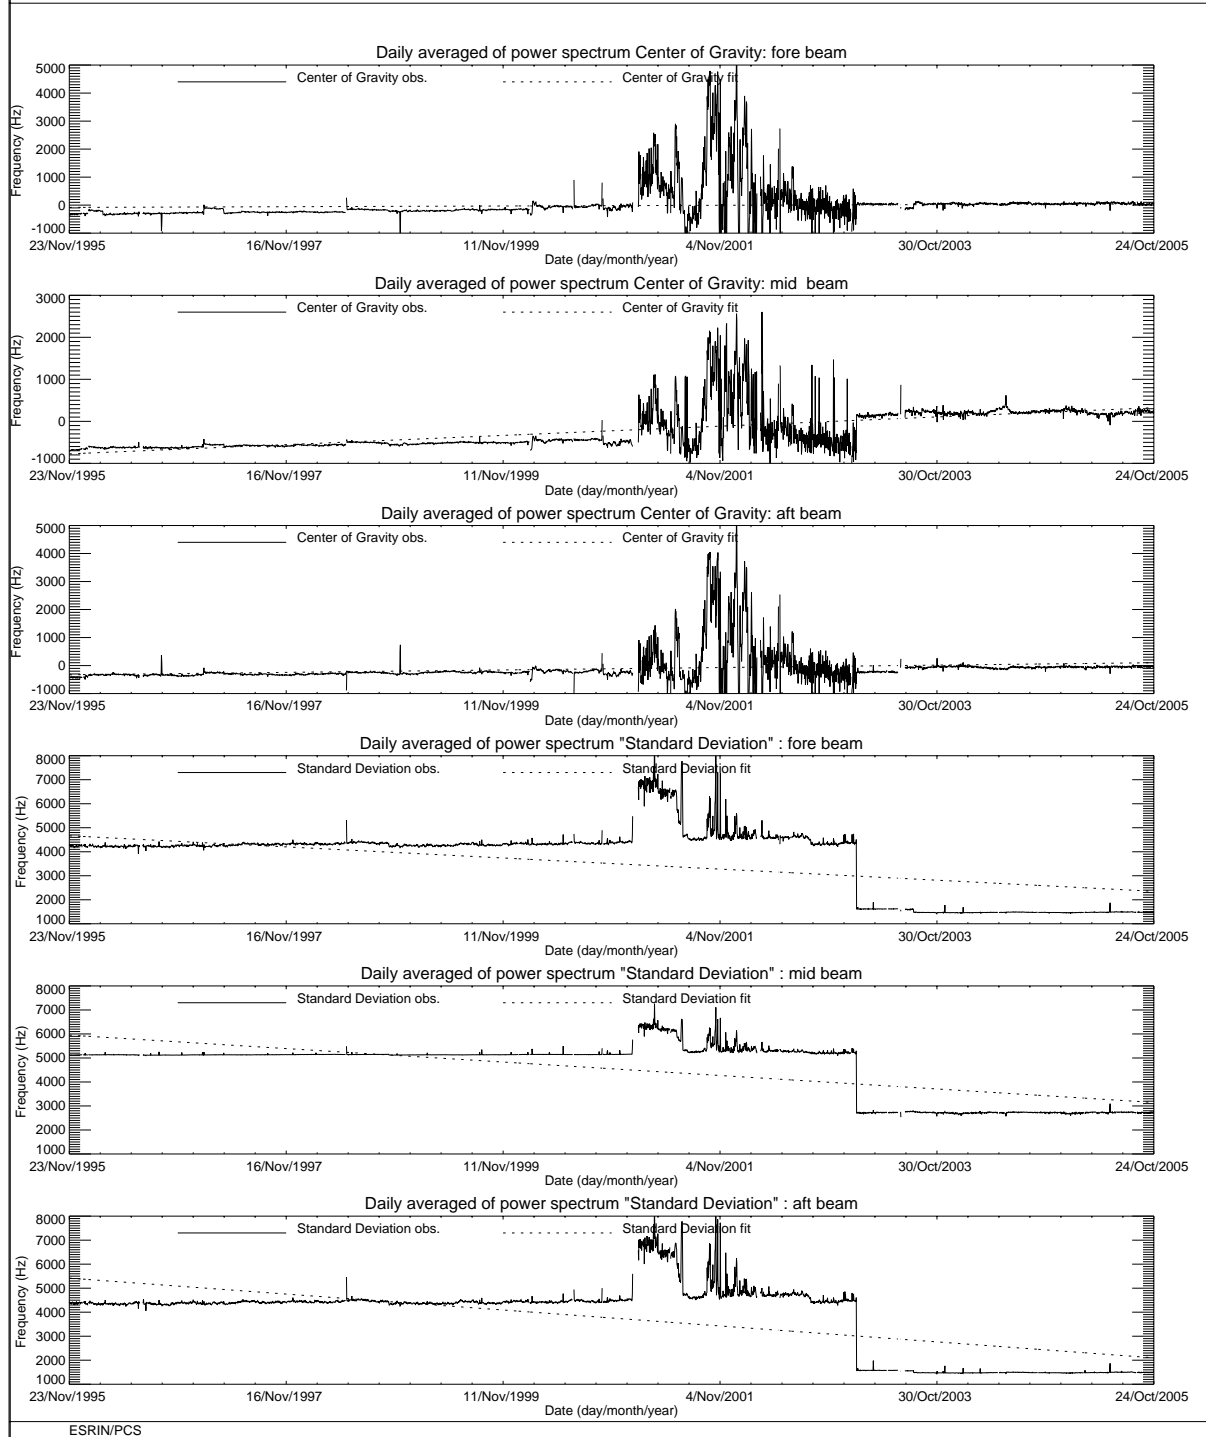 Daily averaged of power spectrum Center of Gravity: fore beam
Center of Gravity obs.
Center of Gravity fit
5000
4000
3000
2000
1000
0
-1000
Frequency (Hz)
23/Nov/1995 16/Nov/1997 11/Nov/1999 4/Nov/2001 30/Oct/2003 24/Oct/2005
Date (day/month/year)
Daily averaged of power spectrum Center of Gravity: mid beam
Center of Gravity obs.
Center of Gravity fit
3000
2000
1000
0
-1000
Frequency (Hz)
23/Nov/1995 16/Nov/1997 11/Nov/1999 4/Nov/2001 30/Oct/2003 24/Oct/2005
Date (day/month/year)
Daily averaged of power spectrum Center of Gravity: aft beam
Center of Gravity obs.
Center of Gravity fit
5000
4000
3000
2000
1000
0
-1000
Frequency (Hz)
23/Nov/1995 16/Nov/1997 11/Nov/1999 4/Nov/2001 30/Oct/2003 24/Oct/2005
Date (day/month/year)
Daily averaged of power spectrum "Standard Deviation" : fore beam
Standard Deviation obs.
Standard Deviation fit
8000
7000
6000
5000
4000
3000
2000
1000
Frequency (Hz)
23/Nov/1995 16/Nov/1997 11/Nov/1999 4/Nov/2001 30/Oct/2003 24/Oct/2005
Date (day/month/year)
Daily averaged of power spectrum "Standard Deviation" : mid beam
Standard Deviation obs.
Standard Deviation fit
8000
7000
6000
5000
4000
3000
2000
1000
Frequency (Hz)
23/Nov/1995 16/Nov/1997 11/Nov/1999 4/Nov/2001 30/Oct/2003 24/Oct/2005
Date (day/month/year)
Daily averaged of power spectrum "Standard Deviation" : aft beam
Standard Deviation obs.
Standard Deviation fit
8000
7000
6000
5000
4000
3000
2000
1000
Frequency (Hz)
23/Nov/1995 16/Nov/1997 11/Nov/1999 4/Nov/2001 30/Oct/2003 24/Oct/2005
Date (day/month/year)
ESRIN/PCS